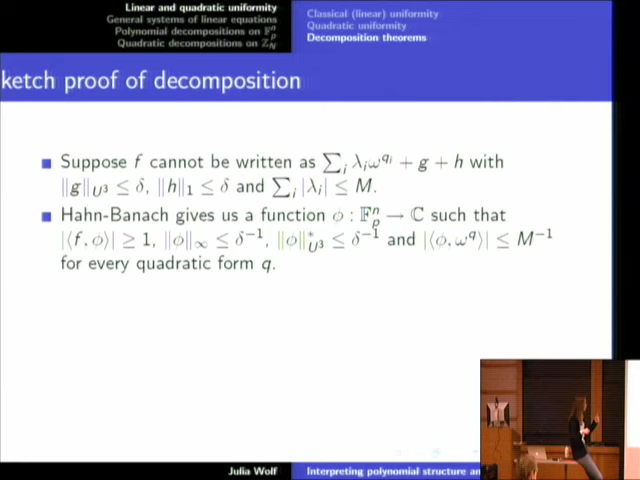 Linear and quadratic uniformity
General systems of linear equations
Polynomial decompositions on 𝔽ₚⁿ
Quadratic decompositions on ℤ_N
Classical (linear) uniformity
Quadratic uniformity
Decomposition theorems
ketch proof of decomposition
Suppose f cannot be written as ∑ᵢ λᵢω^{qᵢ} + g + h with
‖g‖_{U³} ≤ δ, ‖h‖₁ ≤ δ and ∑ᵢ |λᵢ| ≤ M.
Hahn-Banach gives us a function ϕ : 𝔽ₚⁿ → ℂ such that
|⟨f, ϕ⟩| ≥ 1, ‖ϕ‖_∞ ≤ δ⁻¹, ‖ϕ‖*_{U³} ≤ δ⁻¹ and |⟨ϕ, ω^q⟩| ≤ M⁻¹
for every quadratic form q.
Julia Wolf
Interpreting polynomial structure an